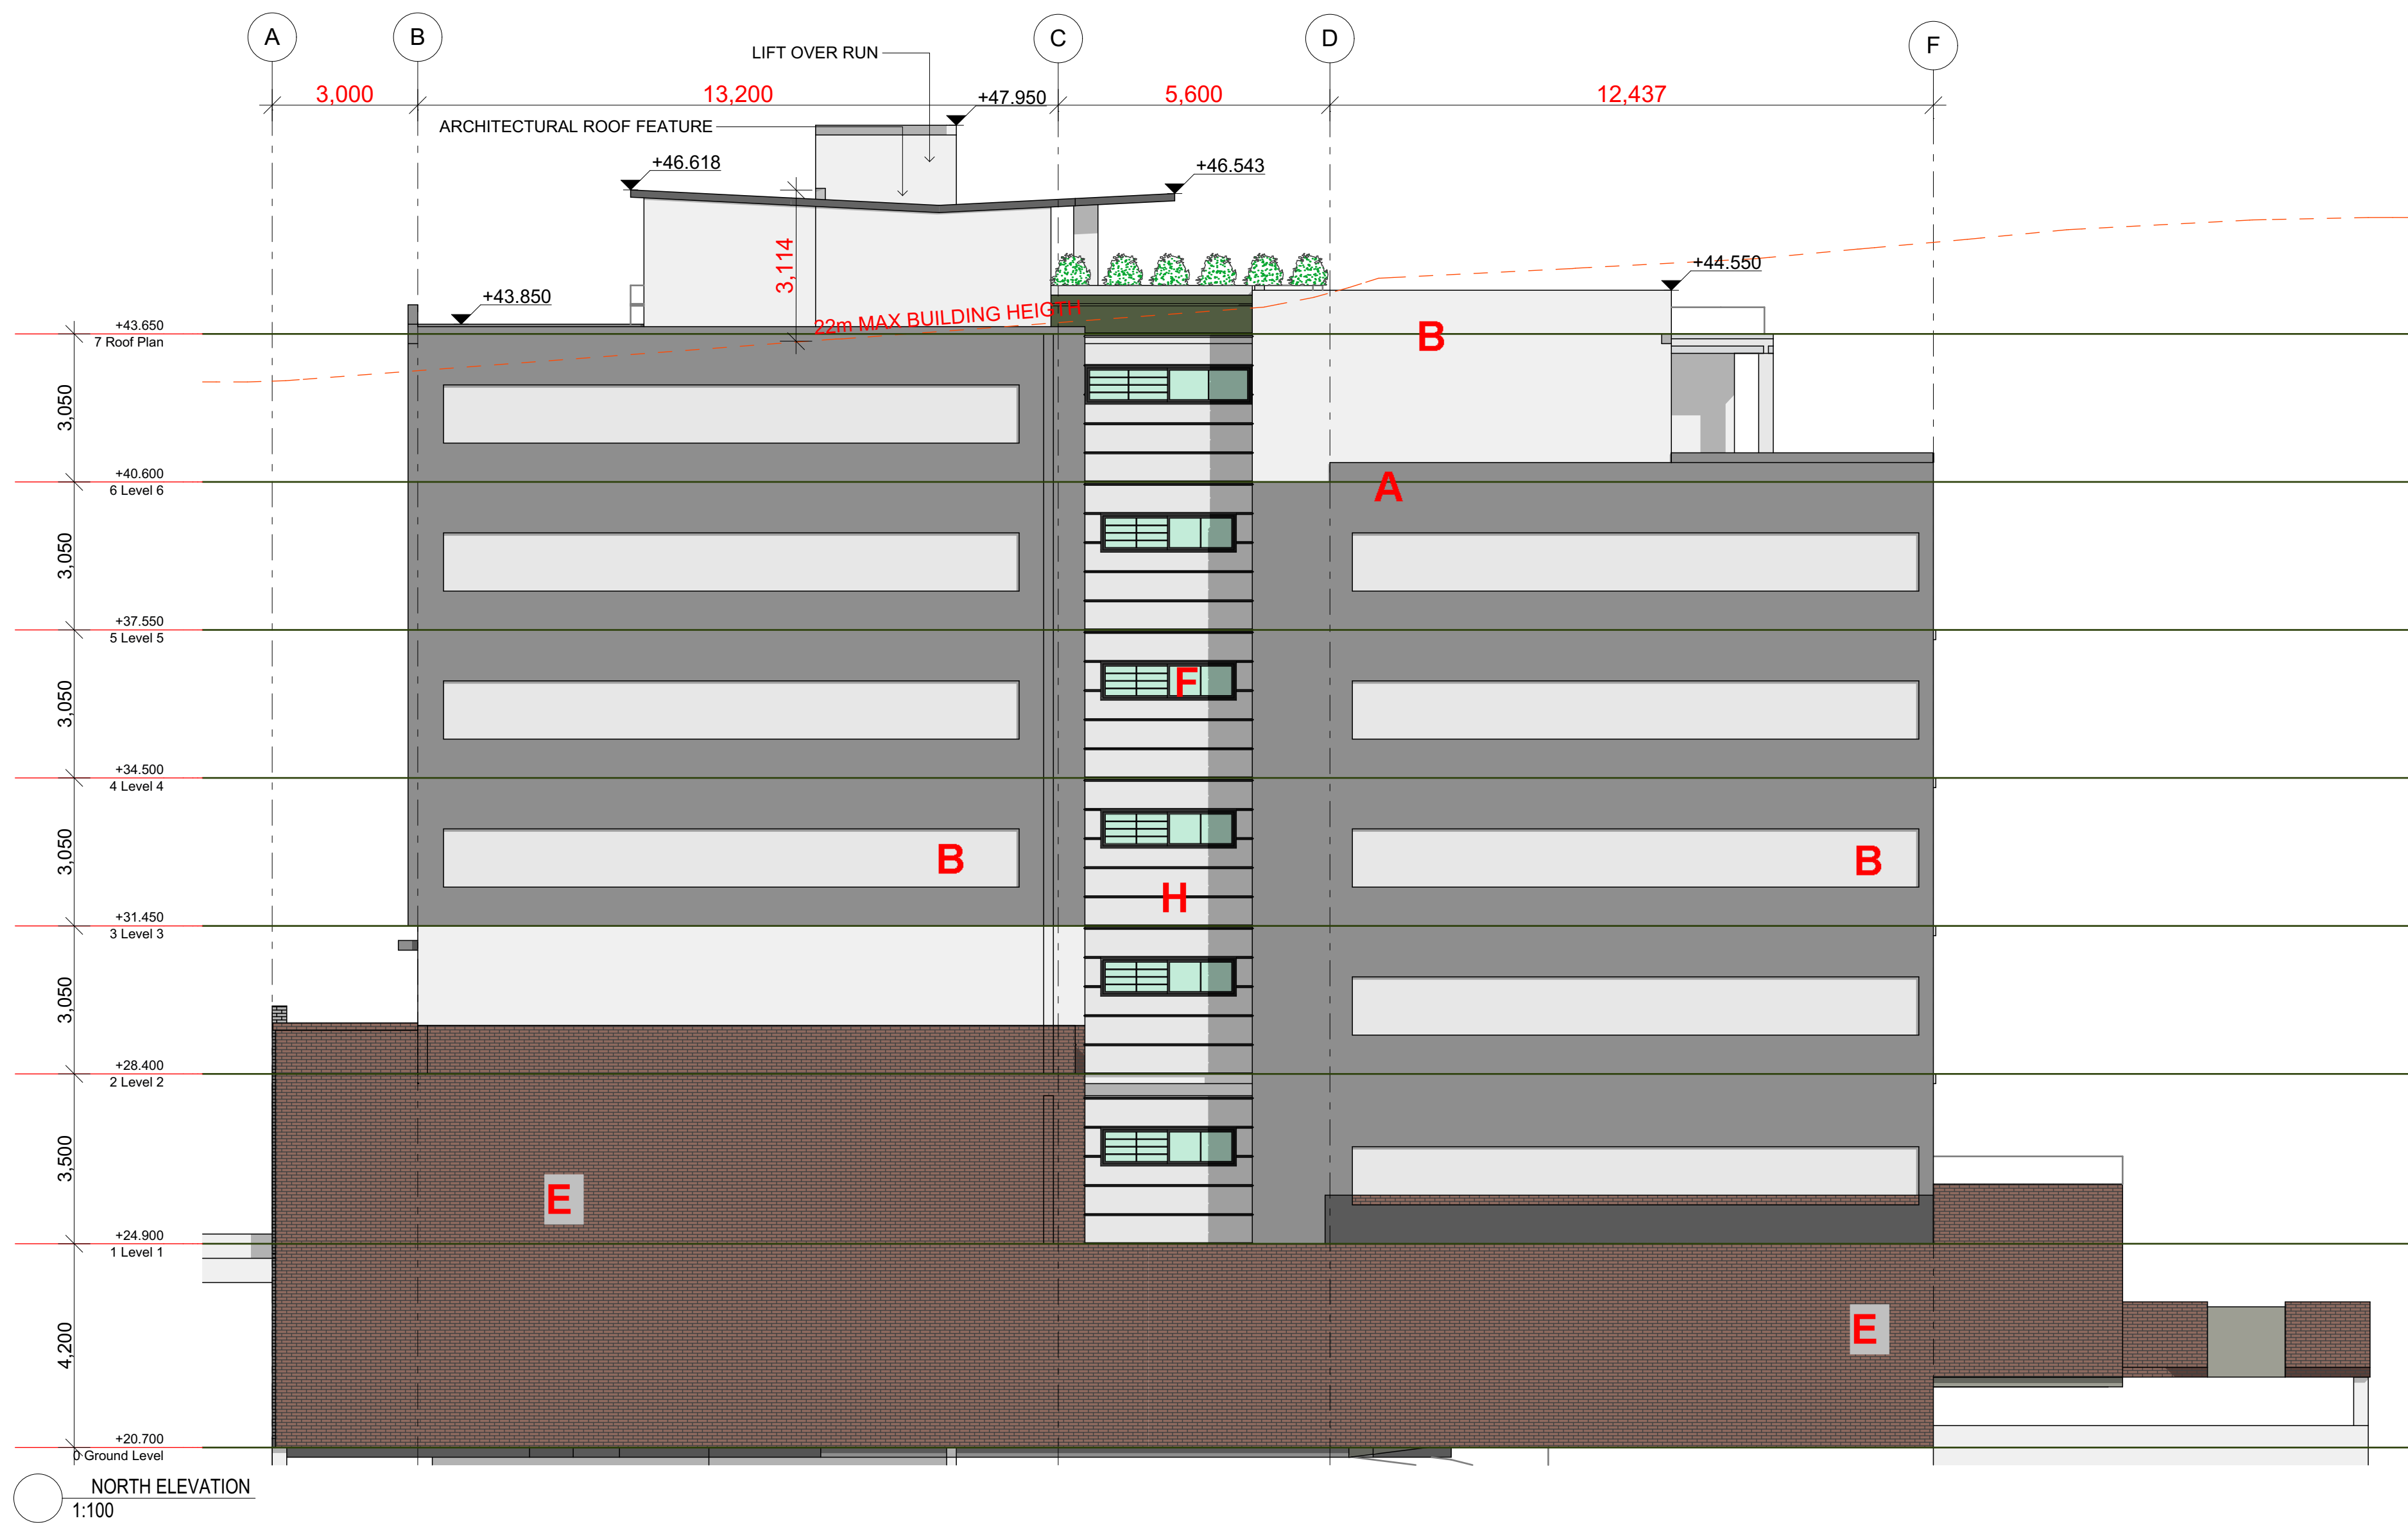 A
B
C
D
F
LIFT OVER RUN
3,000
13,200
5,600
12,437
+47.950
ARCHITECTURAL ROOF FEATURE
+46.618
+46.543
3,114
+44.550
+43.850
22m MAX BUILDING HEIGTH
+43.650
7 Roof Plan
B
3,050
+40.600
6 Level 6
A
3,050
+37.550
5 Level 5
F
3,050
+34.500
4 Level 4
3,050
B
B
H
+31.450
3 Level 3
3,050
+28.400
2 Level 2
3,500
E
+24.900
1 Level 1
E
4,200
+20.700
0 Ground Level
NORTH ELEVATION
1:100